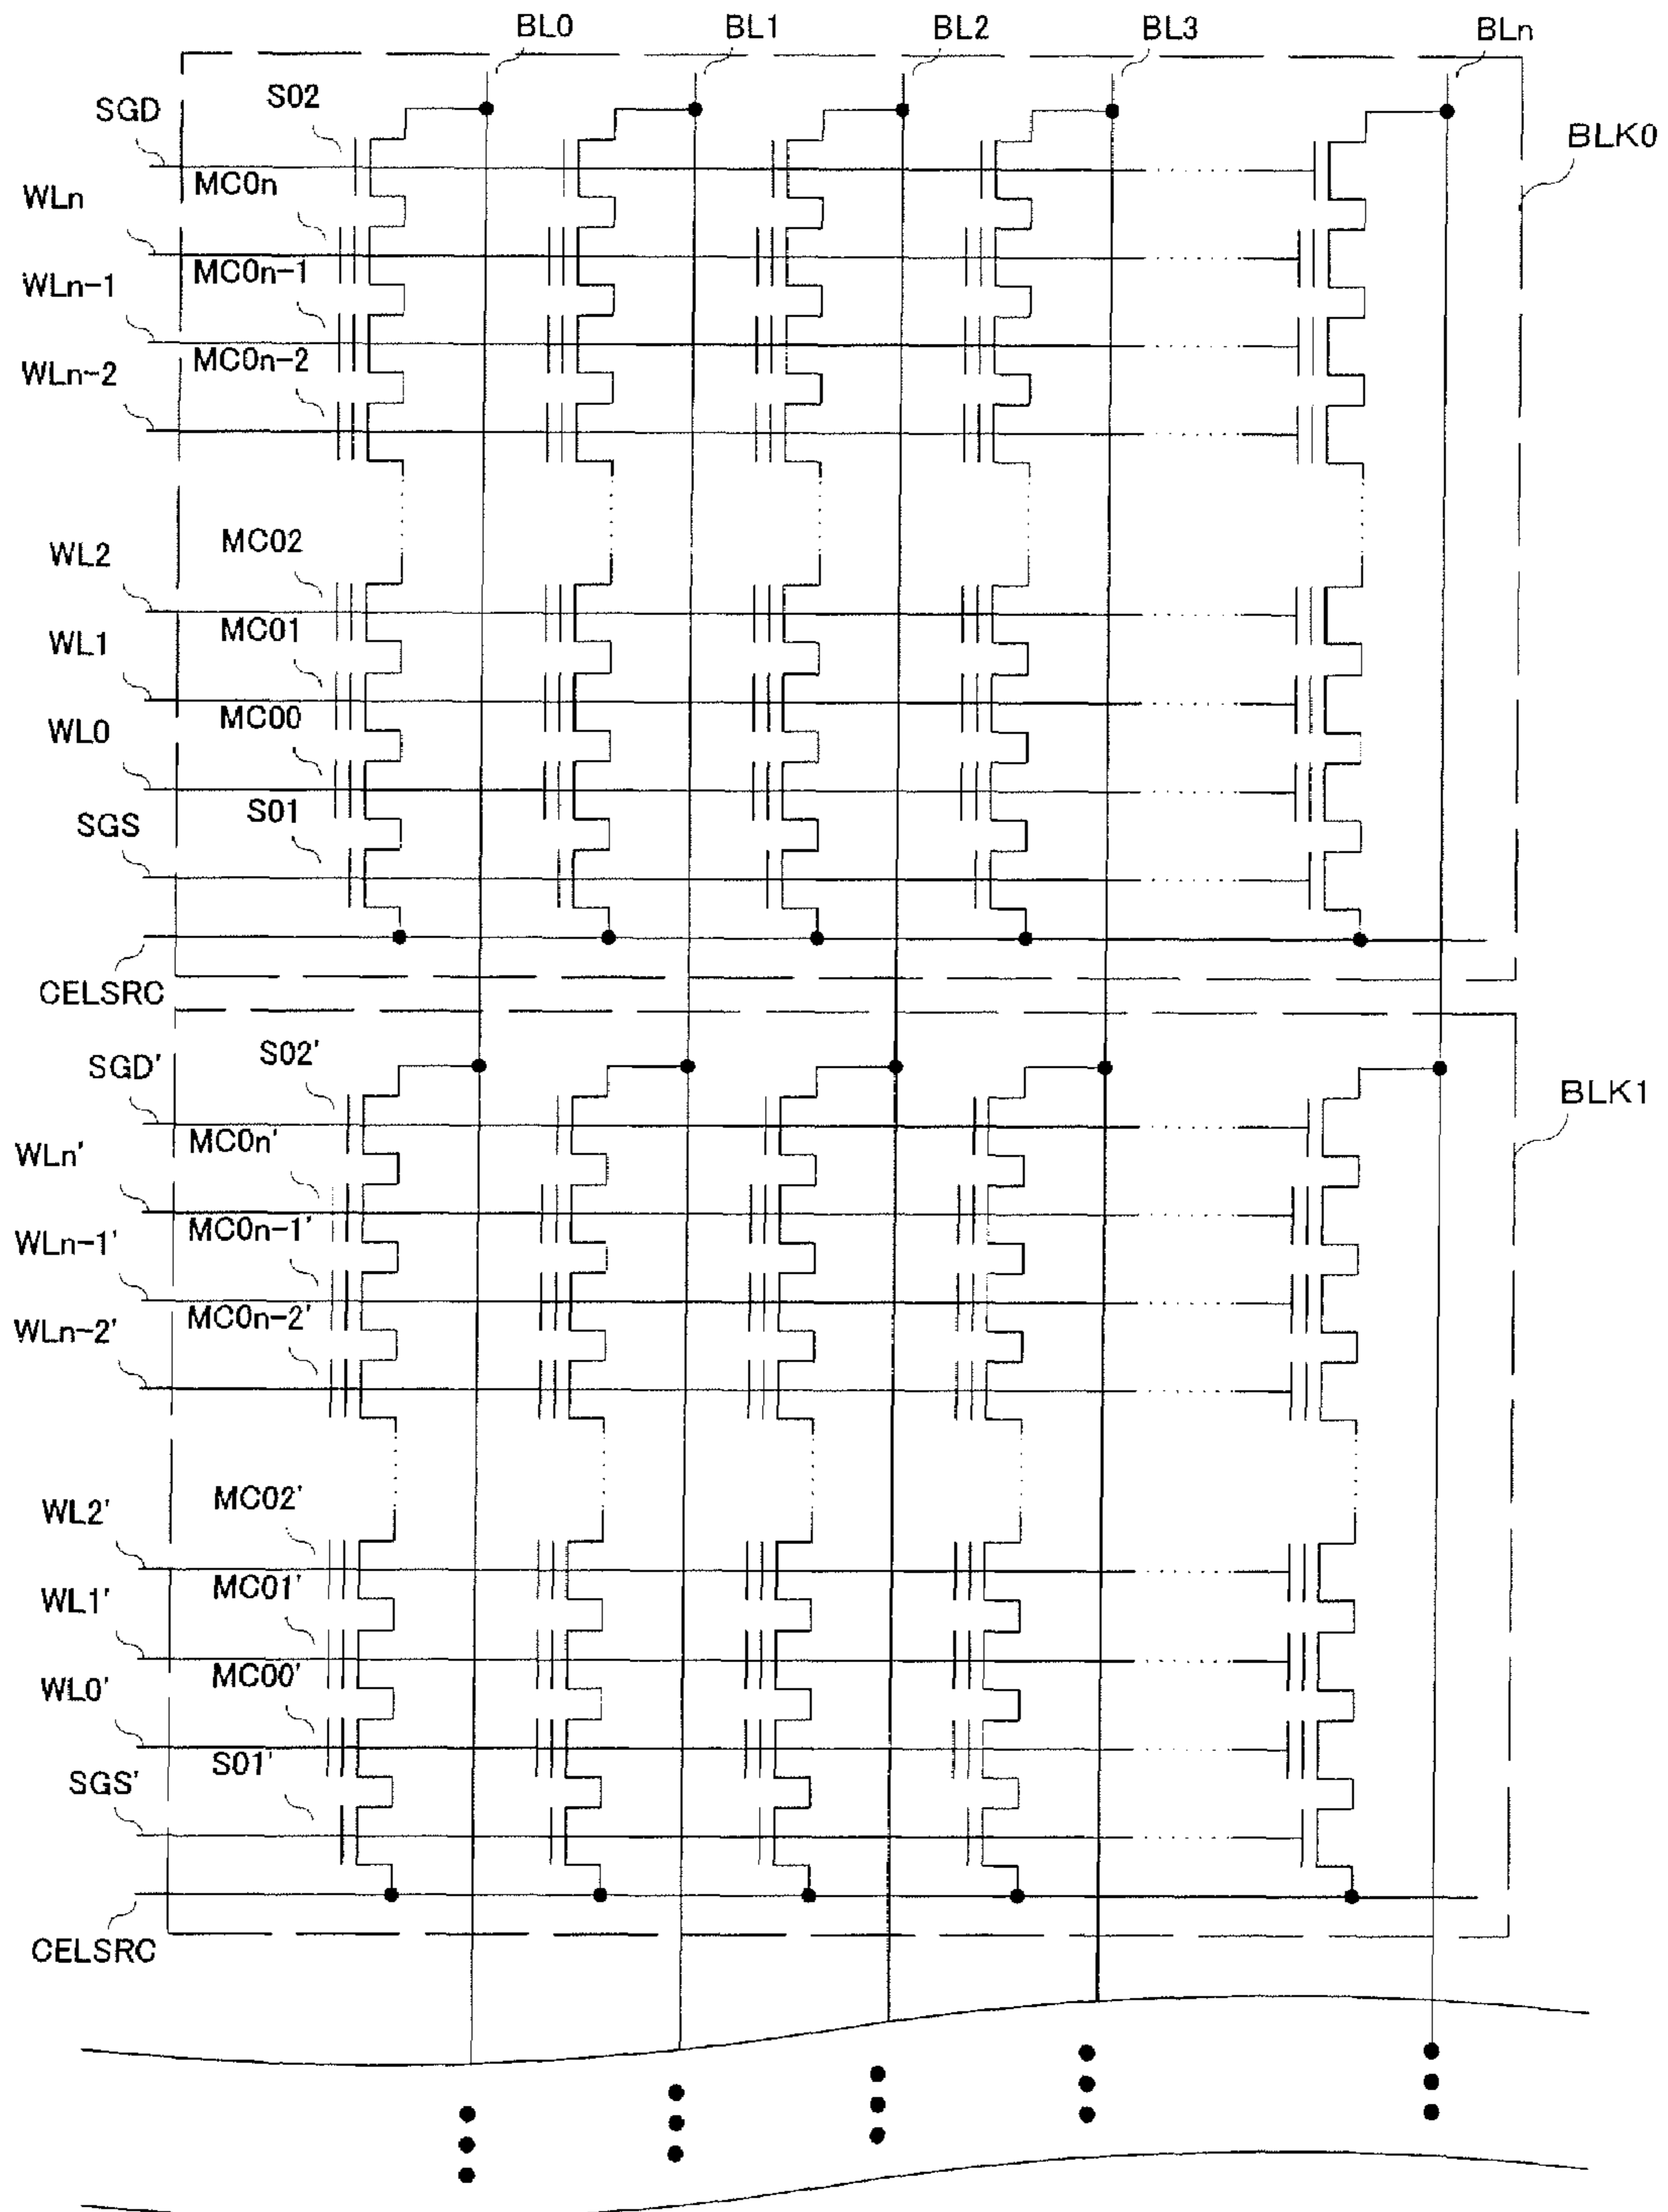 BL0 BL1 BL2 BL3 BLn
SGD S02 BLK0
WLn MC0n
WLn-1 MC0n-1
WLn-2 MC0n-2
WL2 MC02
WL1 MC01
WL0 MC00
SGS S01
CELSRC
SGD' S02' BLK1
WLn' MC0n'
WLn-1' MC0n-1'
WLn-2' MC0n-2'
WL2' MC02'
WL1' MC01'
WL0' MC00'
SGS' S01'
CELSRC